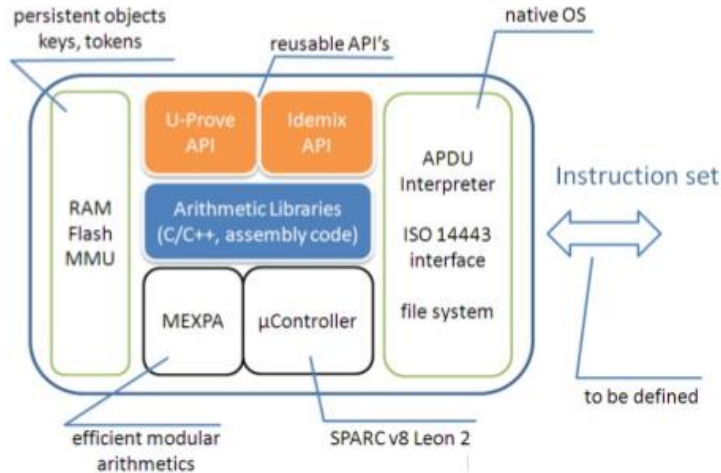 persistent objects
keys, tokens
reusable API's
native OS
U-Prove
API
Idemix
API
RAM
Flash
MMU
Arithmetic Libraries
(C/C++, assembly code)
MEXPA
μController
APDU
Interpreter
ISO 14443
interface
file system
Instruction set
to be defined
efficient modular
arithmetics
SPARC v8 Leon 2